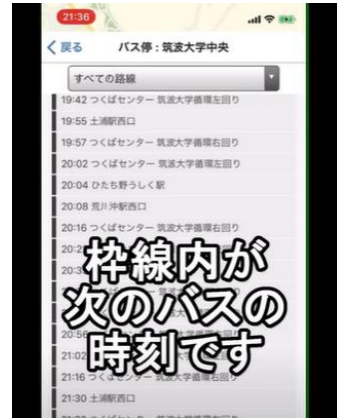 21:36
戻る
バス停：筑波大学中央
すべての路線
19:42 つくばセンター 筑波大学循環左回り
19:55 土浦駅西口
19:57 つくばセンター 筑波大学循環右回り
20:02 つくばセンター 筑波大学循環左回り
20:04 ひたち野うしく駅
20:08 荒川沖駅西口
20:16 つくばセンター 筑波大学循環右回り
枠線内が
次のバスの
時刻です
20:56
21:02
21:16 つくばセンター 筑波大学循環右回り
21:30 土浦駅西口